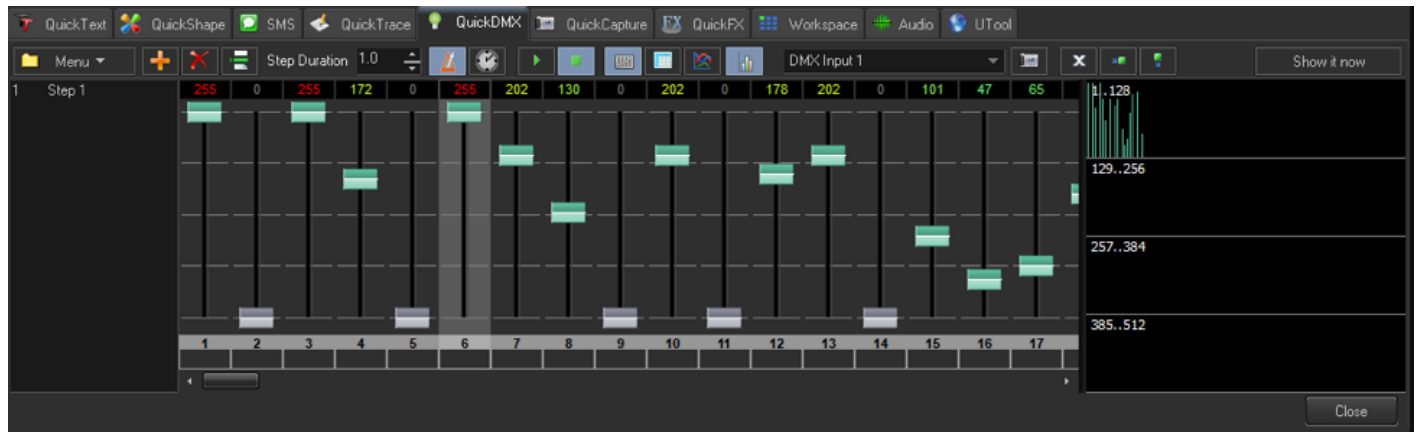 QuickText QuickShape SMS QuickTrace QuickDMX QuickCapture FX QuickFX Workspace Audio UTool
Menu Step Duration 1.0 DMX Input 1 Show it now
1 Step 1 255 0 255 172 0 255 202 130 0 202 0 178 202 0 101 47 65 1..128
129..256
257..384
385..512
1 2 3 4 5 6 7 8 9 10 11 12 13 14 15 16 17
Close